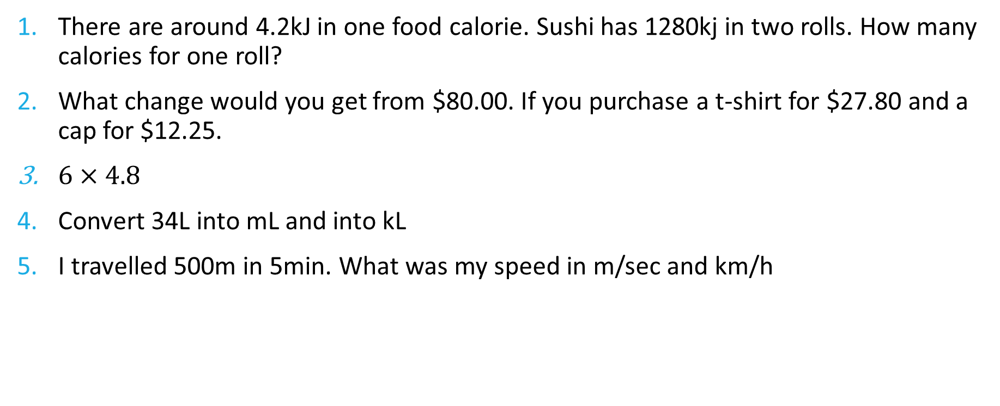 1. There are around 4.2kJ in one food calorie. Sushi has 1280kj in two rolls. How many
calories for one roll?
2. What change would you get from $80.00. If you purchase a t-shirt for $27.80 and a
cap for $12.25.
3. 6 × 4.8
4. Convert 34L into mL and into kL
5. I travelled 500m in 5min. What was my speed in m/sec and km/h